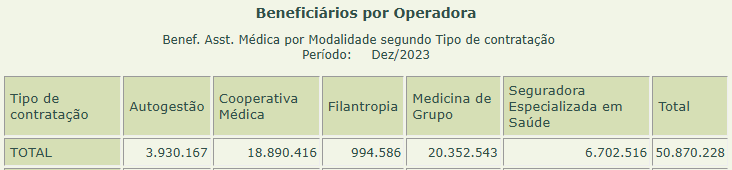 Beneficiários por Operadora
Benef. Asst. Médica por Modalidade segundo Tipo de contratação
Período: Dez/2023
Tipo de contratação Autogestão Cooperativa Médica Filantropia Medicina de Grupo Seguradora Especializada em Saúde Total
TOTAL 3.930.167 18.890.416 994.586 20.352.543 6.702.516 50.870.228